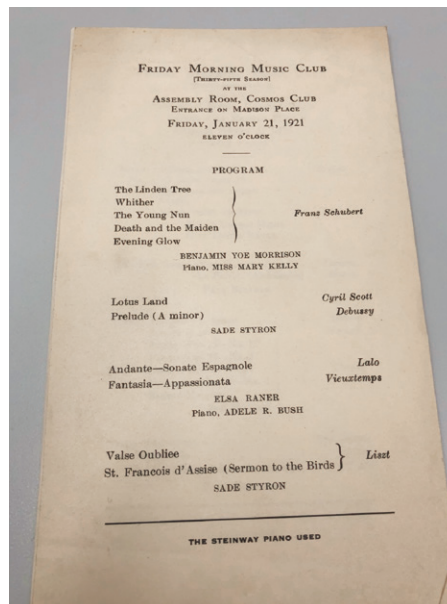 FRIDAY MORNING MUSIC CLUB
(THIRTY-FIFTH SEASON)
AT THE
ASSEMBLY ROOM, COSMOS CLUB
ENTRANCE ON MADISON PLACE
FRIDAY, JANUARY 21, 1921
ELEVEN O'CLOCK
PROGRAM
The Linden Tree
Whither
The Young Nun Franz Schubert
Death and the Maiden
Evening Glow
BENJAMIN YOE MORRISON
Piano, MISS MARY KELLY
Lotus Land Cyril Scott
Prelude (A minor) Debussy
SADE STYRON
Andante—Sonate Espagnole Lalo
Fantasia—Appassionata Vieuxtemps
ELSA RANER
Piano, ADELE R. BUSH
Valse Oubliee
St. Francois d'Assise (Sermon to the Birds Liszt
SADE STYRON
THE STEINWAY PIANO USED